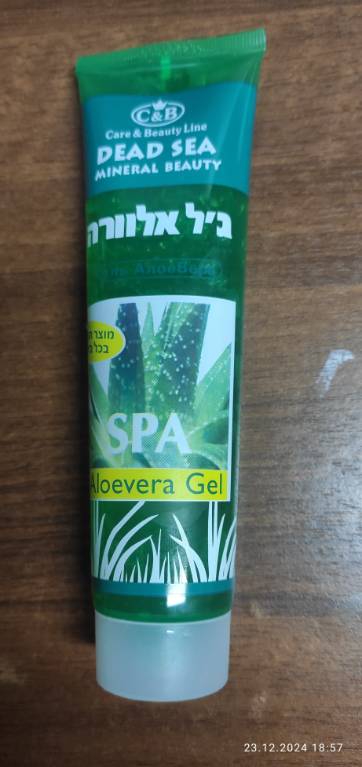 C&B
Care & Beauty Line
DEAD SEA
MINERAL BEAUTY
ג'ל אלוורה
SPA
Aloevera Gel
23.12.2024 18:57